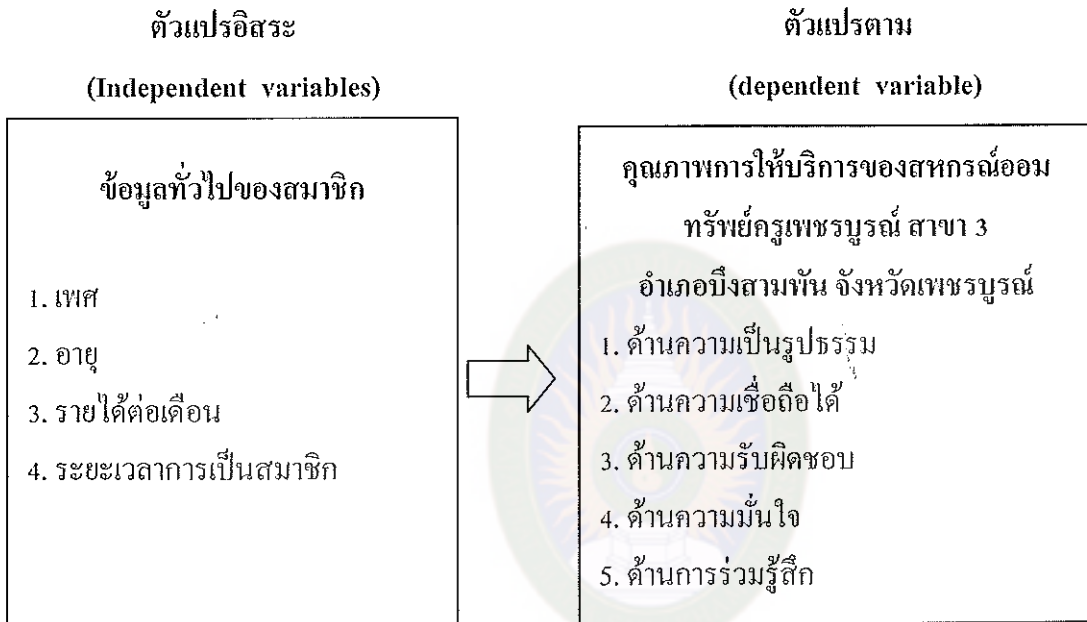 ตัวแปรอิสระ
(Independent variables)
ข้อมูลทั่วไปของสมาชิก
1. เพศ
2. อายุ
3. รายได้ต่อเดือน
4. ระยะเวลาการเป็นสมาชิก
ตัวแปรตาม
(dependent variable)
คุณภาพการให้บริการของสหกรณ์ออม
ทรัพย์ครูเพชรบูรณ์ สาขา 3
อำเภอบึงสามพัน จังหวัดเพชรบูรณ์
1. ด้านความเป็นรูปธรรม
2. ด้านความเชื่อถือได้
3. ด้านความรับผิดชอบ
4. ด้านความมั่นใจ
5. ด้านการร่วมรู้สึก